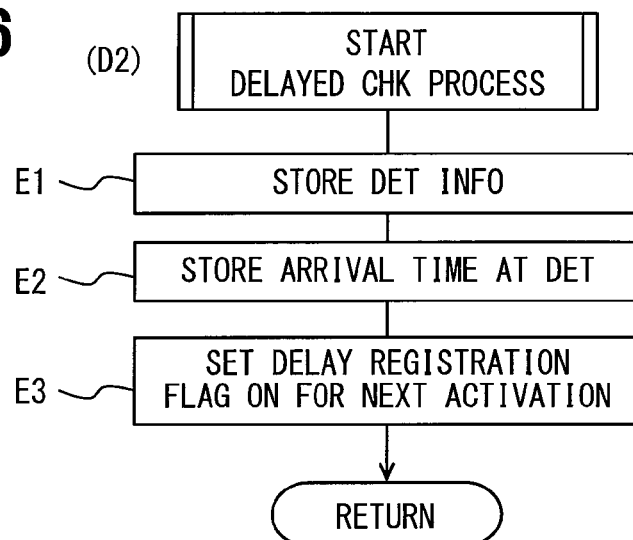 6
(D2)
START
DELAYED CHK PROCESS
E1
STORE DET INFO
E2
STORE ARRIVAL TIME AT DET
E3
SET DELAY REGISTRATION
FLAG ON FOR NEXT ACTIVATION
RETURN